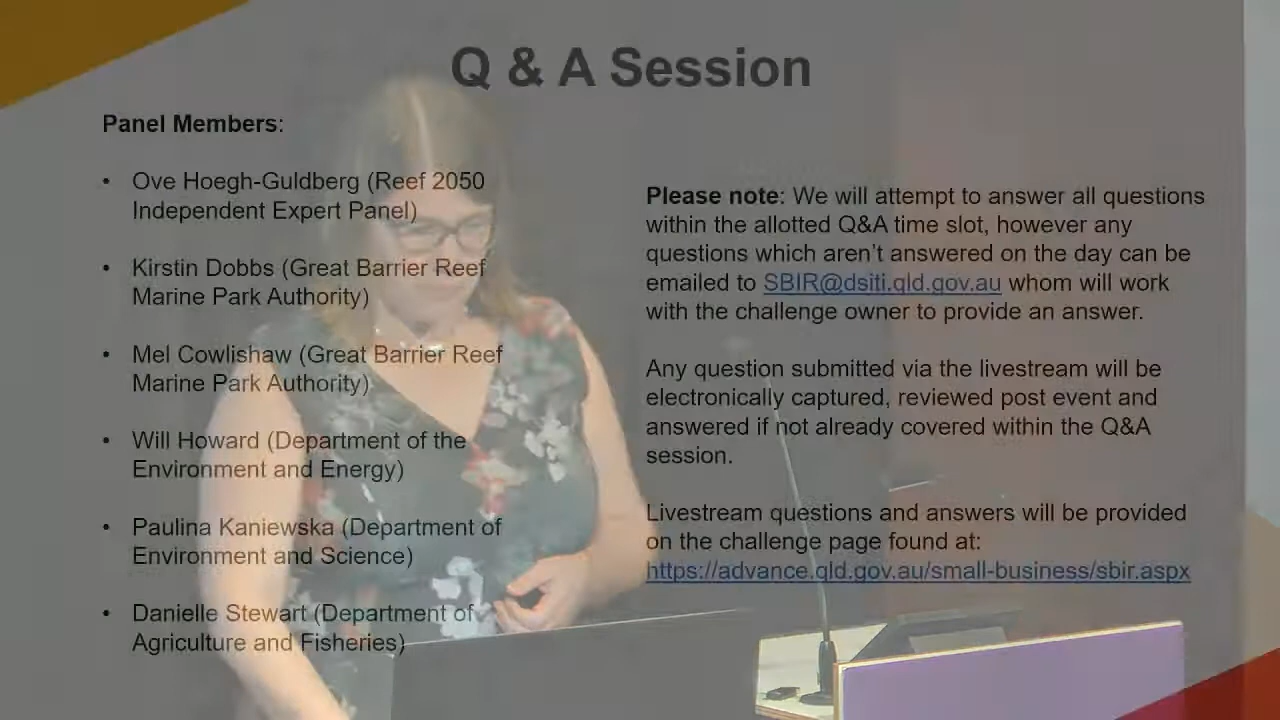 Q & A Session
Panel Members:
• Ove Hoegh-Guldberg (Reef 2050
Independent Expert Panel)
• Kirstin Dobbs (Great Barrier Reef
Marine Park Authority)
• Mel Cowlishaw (Great Barrier Reef
Marine Park Authority)
• Will Howard (Department of the
Environment and Energy)
• Paulina Kaniewska (Department of
Environment and Science)
• Danielle Stewart (Department of
Agriculture and Fisheries)
Please note: We will attempt to answer all questions
within the allotted Q&A time slot, however any
questions which aren’t answered on the day can be
emailed to SBIR@dsiti.qld.gov.au whom will work
with the challenge owner to provide an answer.
Any question submitted via the livestream will be
electronically captured, reviewed post event and
answered if not already covered within the Q&A
session.
Livestream questions and answers will be provided
on the challenge page found at:
https://advance.qld.gov.au/small-business/sbir.aspx